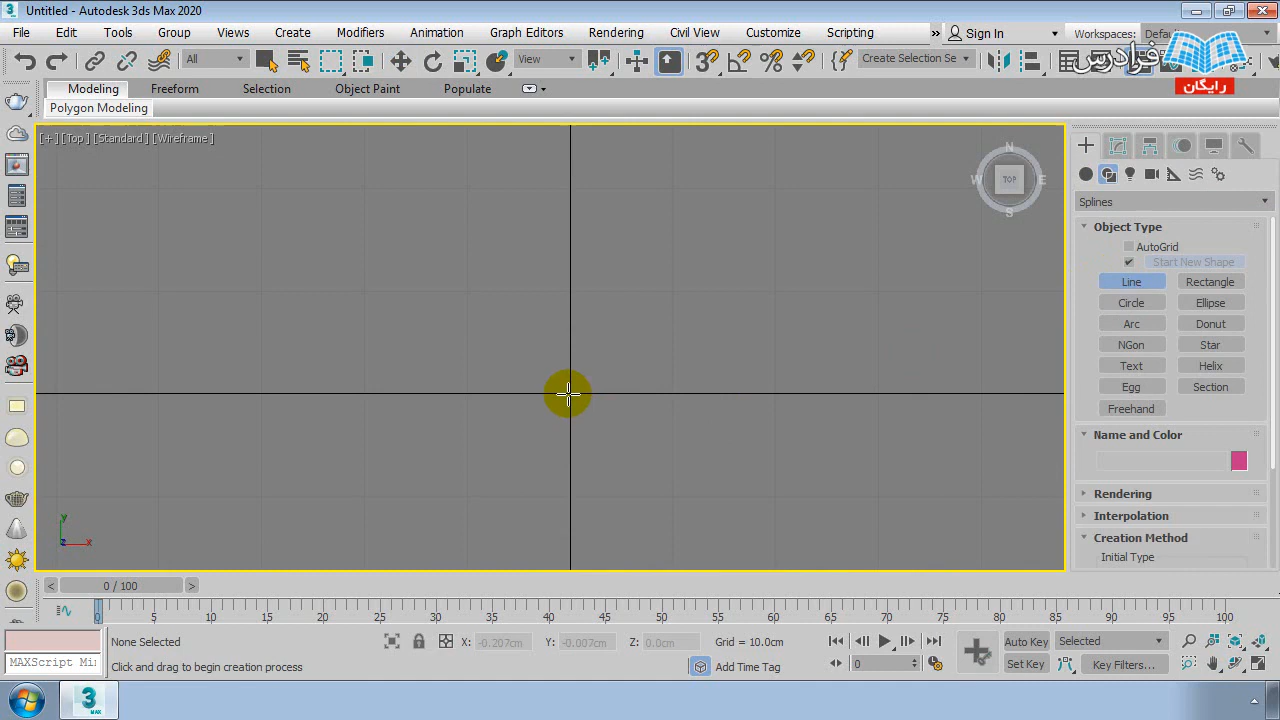 Untitled - Autodesk 3ds Max 2020
File Edit Tools Group Views Create Modifiers Animation Graph Editors Rendering Civil View Customize Scripting » Sign In Workspaces:
All View Create Selection Se
فرادرس
رایگان
Modeling Freeform Selection Object Paint Populate
Polygon Modeling
[+] [Top] [Standard] [Wireframe]
N
W TOP E
S
Splines
Object Type
AutoGrid
Start New Shape
Line Rectangle
Circle Ellipse
Arc Donut
NGon Star
Text Helix
Egg Section
Freehand
Name and Color
Rendering
Interpolation
Creation Method
Initial Type
y
z x
< 0 / 100 >
0 5 10 15 20 25 30 35 40 45 50 55 60 65 70 75 80 85 90 95 100
None Selected X: -0.207cm Y: -0.007cm Z: 0.0cm Grid = 10.0cm Auto Key Selected
MAXScript Mi Click and drag to begin creation process Add Time Tag 0 Set Key Key Filters...
3
MAX